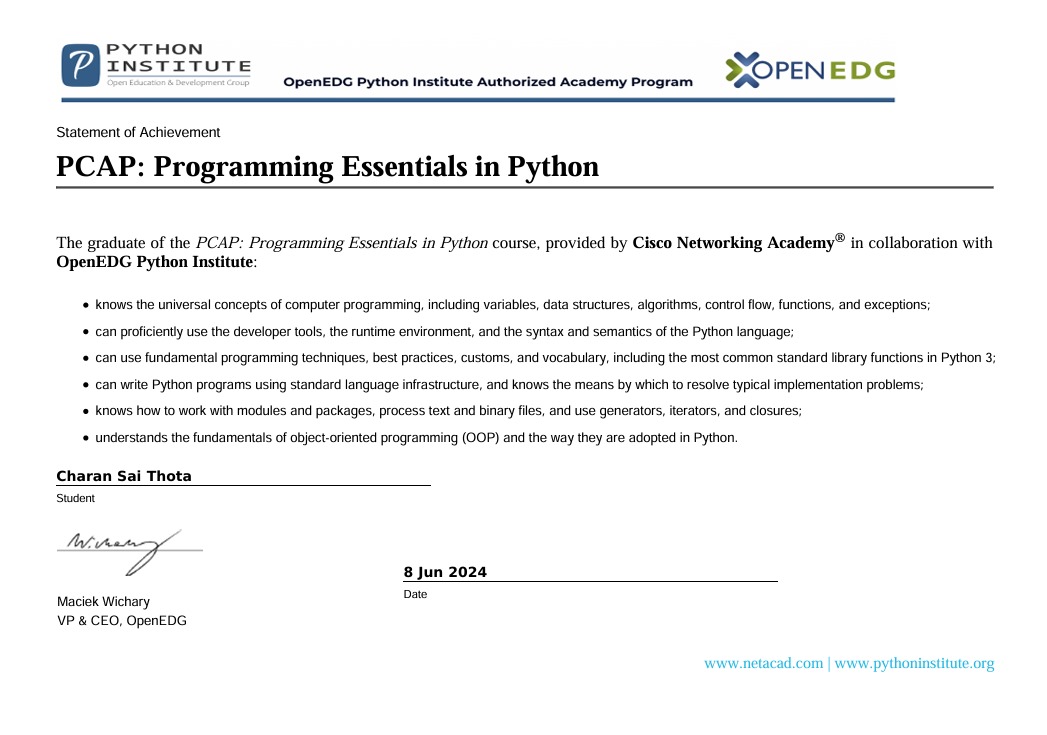 PYTHON
INSTITUTE
Open Education & Development Group
OpenEDG Python Institute Authorized Academy Program
OPENEDG
Statement of Achievement
PCAP: Programming Essentials in Python
The graduate of the PCAP: Programming Essentials in Python course, provided by Cisco Networking Academy® in collaboration with
OpenEDG Python Institute:
• knows the universal concepts of computer programming, including variables, data structures, algorithms, control flow, functions, and exceptions;
• can proficiently use the developer tools, the runtime environment, and the syntax and semantics of the Python language;
• can use fundamental programming techniques, best practices, customs, and vocabulary, including the most common standard library functions in Python 3;
• can write Python programs using standard language infrastructure, and knows the means by which to resolve typical implementation problems;
• knows how to work with modules and packages, process text and binary files, and use generators, iterators, and closures;
• understands the fundamentals of object-oriented programming (OOP) and the way they are adopted in Python.
Charan Sai Thota
Student
W.Wichary
8 Jun 2024
Date
Maciek Wichary
VP & CEO, OpenEDG
www.netacad.com | www.pythoninstitute.org